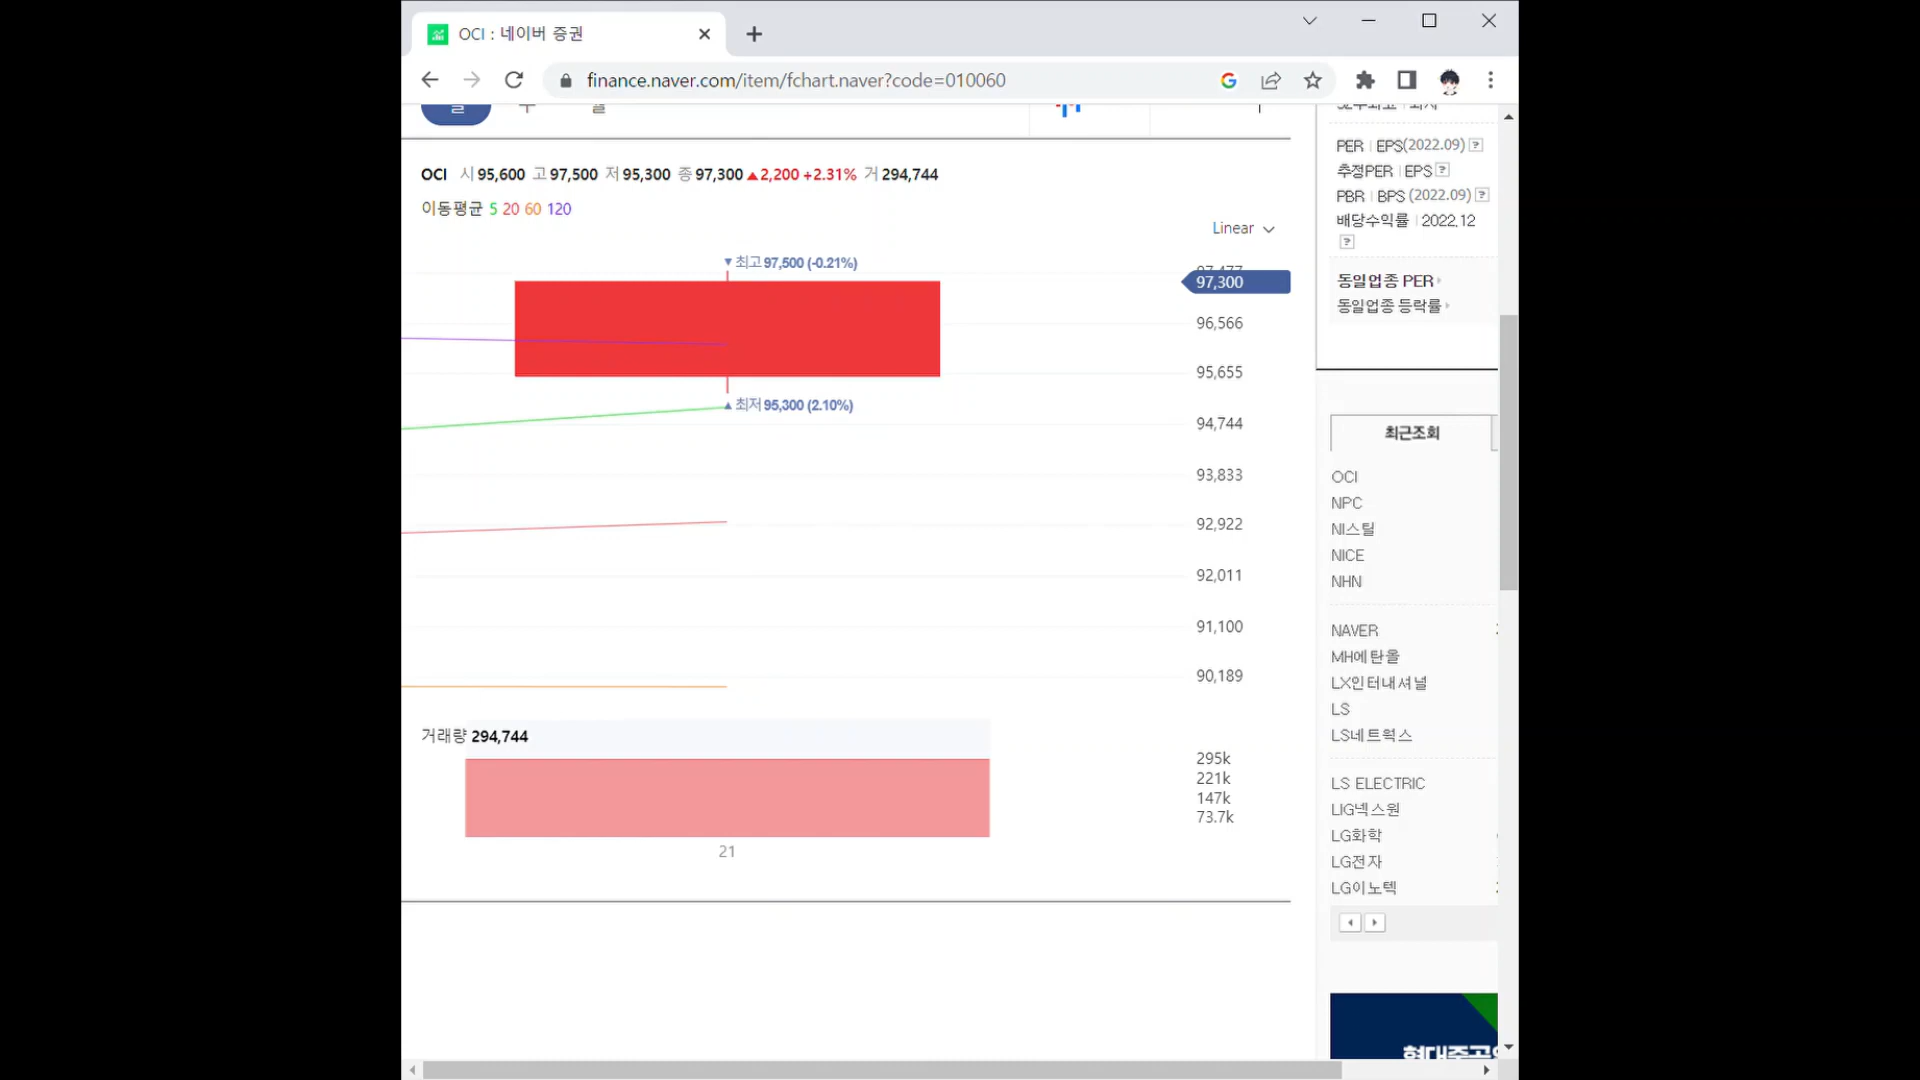 OCI : 네이버 증권
finance.naver.com/item/fchart.naver?code=010060
OCI 시 95,600 고 97,500 저 95,300 종 97,300 ▲2,200 +2.31% 거 294,744
이동평균 5 20 60 120
Linear
▼최고 97,500 (-0.21%)
97,477
97,300
96,566
95,655
▲최저 95,300 (2.10%)
94,744
93,833
92,922
92,011
91,100
90,189
거래량 294,744
295k
221k
147k
73.7k
21
PER | EPS(2022.09) ?
추정PER | EPS ?
PBR | BPS (2022.09) ?
배당수익률 | 2022.12
?
동일업종 PER
동일업종 등락률
최근조회
OCI
NPC
NI스틸
NICE
NHN
NAVER
MH에탄올
LX인터내셔널
LS
LS네트웍스
LS ELECTRIC
LIG넥스원
LG화학
LG전자
LG이노텍